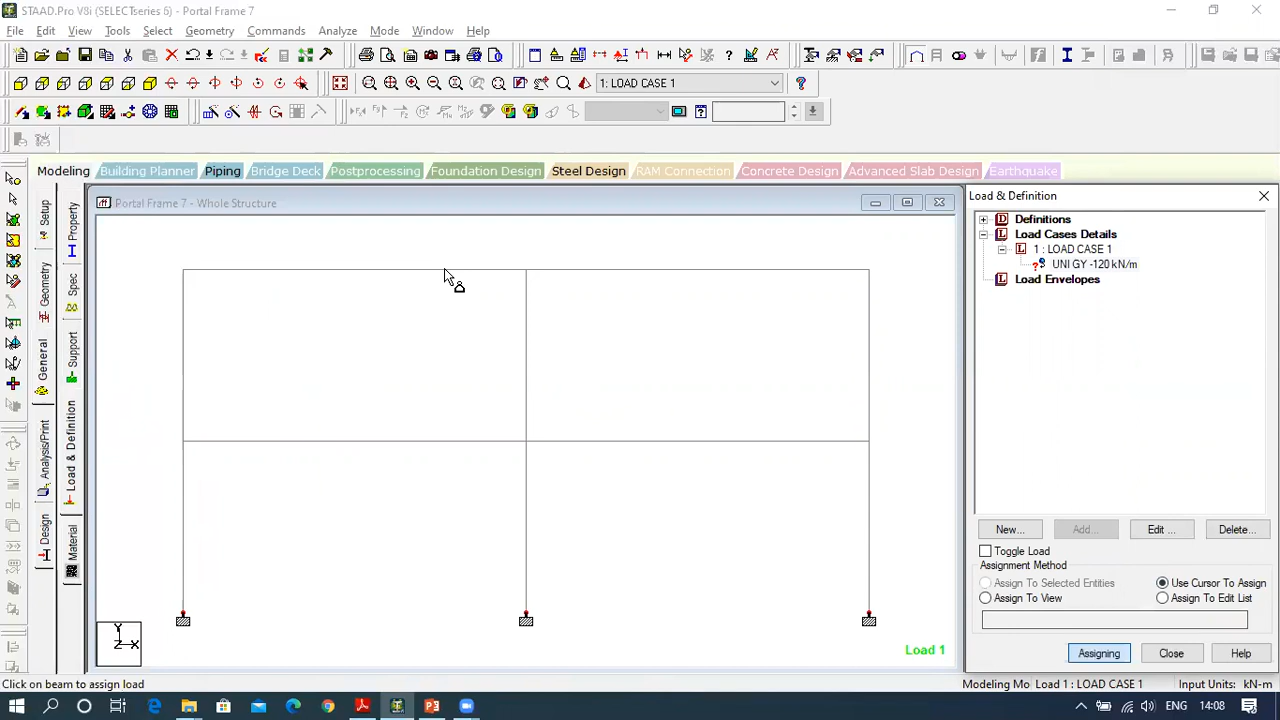 STAAD.Pro V8i (SELECTseries 6) - Portal Frame 7
File Edit View Tools Select Geometry Commands Analyze Mode Window Help
1: LOAD CASE 1
Modeling Building Planner Piping Bridge Deck Postprocessing Foundation Design Steel Design RAM Connection Concrete Design Advanced Slab Design Earthquake
Portal Frame 7 - Whole Structure
Load & Definition
Setup
Geometry
General
Analysis/Print
Design
Property
Spec
Support
Load & Definition
Material
Definitions
Load Cases Details
1 : LOAD CASE 1
UNI GY -120 kN/m
Load Envelopes
New... Add... Edit ... Delete...
Toggle Load
Assignment Method
Assign To Selected Entities Use Cursor To Assign
Assign To View Assign To Edit List
Y
Z X
Load 1
Assigning Close Help
Click on beam to assign load
Modeling Mo Load 1 : LOAD CASE 1 Input Units: kN-m
ENG 14:08